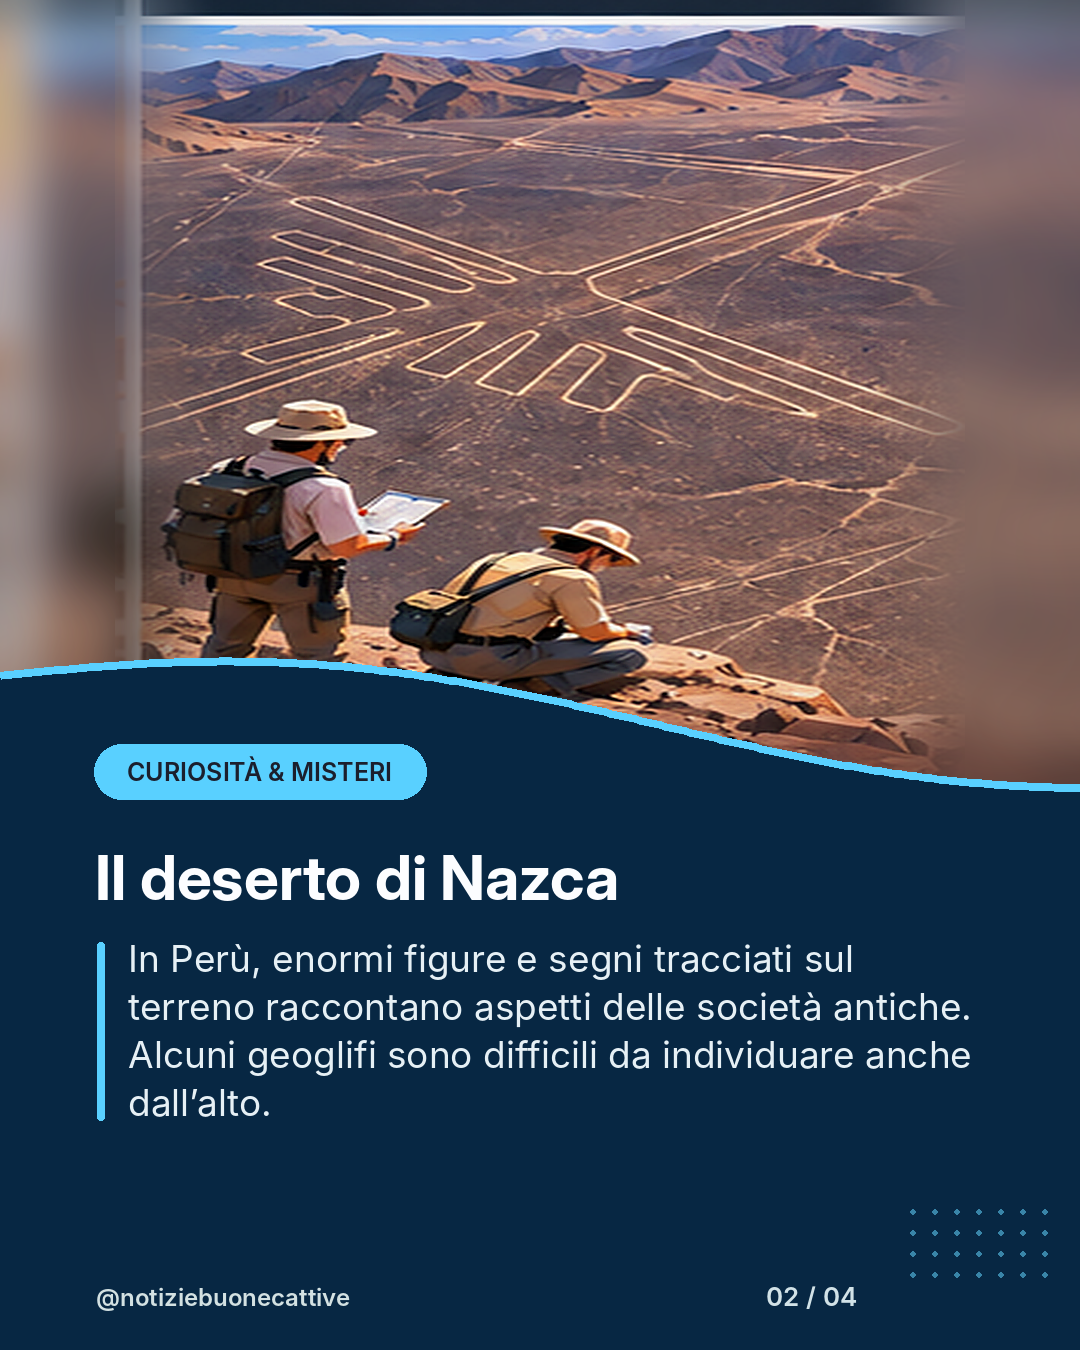 CURIOSITÀ & MISTERI
Il deserto di Nazca
In Perù, enormi figure e segni tracciati sul
terreno raccontano aspetti delle società antiche.
Alcuni geoglifi sono difficili da individuare anche
dall’alto.
@notiziebuonecattive
02 / 04